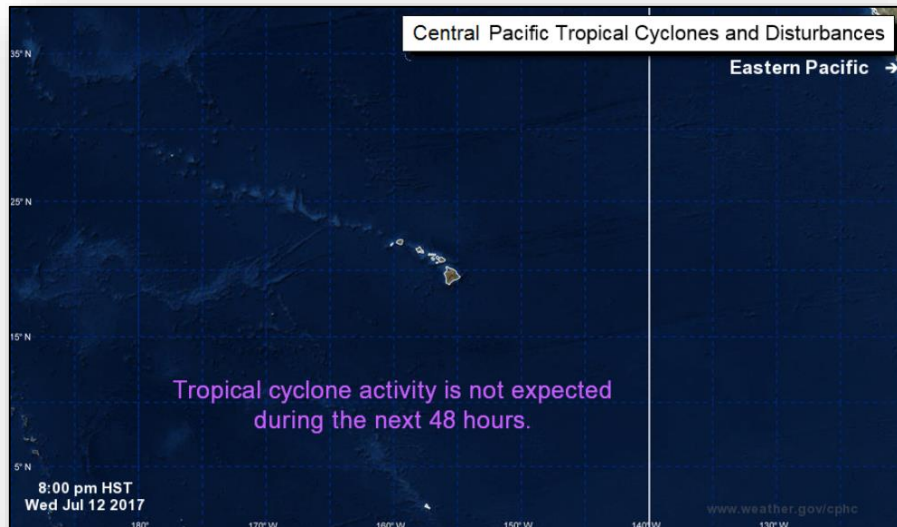 Central Pacific Tropical Cyclones and Disturbances
35° N
Eastern Pacific →
25° N
15° N
Tropical cyclone activity is not expected
during the next 48 hours.
5° N
8:00 pm HST
Wed Jul 12 2017
www.weather.gov/cphc
180° 170° W 160° W 150° W 140° W 130° W